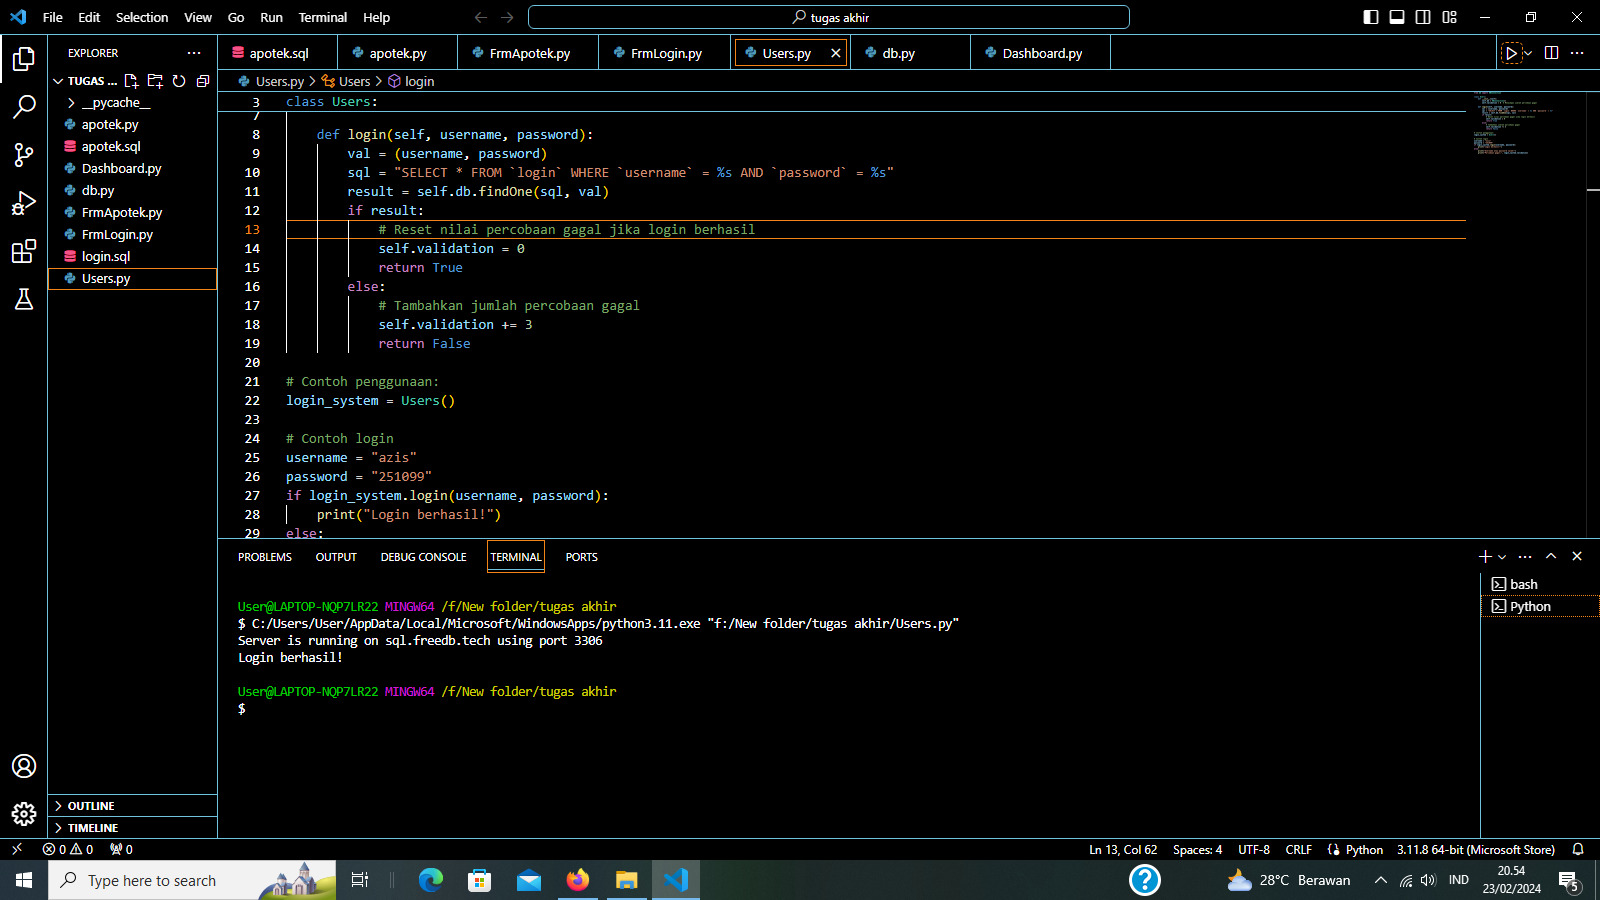 File Edit Selection View Go Run Terminal Help
tugas akhir
EXPLORER
TUGAS ...
__pycache__
apotek.py
apotek.sql
Dashboard.py
db.py
FrmApotek.py
FrmLogin.py
login.sql
Users.py
OUTLINE
TIMELINE
apotek.sql apotek.py FrmApotek.py FrmLogin.py Users.py db.py Dashboard.py
Users.py > Users > login
3 class Users:
7
8 def login(self, username, password):
9 val = (username, password)
10 sql = "SELECT * FROM `login` WHERE `username` = %s AND `password` = %s"
11 result = self.db.findOne(sql, val)
12 if result:
13 # Reset nilai percobaan gagal jika login berhasil
14 self.validation = 0
15 return True
16 else:
17 # Tambahkan jumlah percobaan gagal
18 self.validation += 3
19 return False
20
21 # Contoh penggunaan:
22 login_system = Users()
23
24 # Contoh login
25 username = "azis"
26 password = "251099"
27 if login_system.login(username, password):
28 print("Login berhasil!")
29 else:
PROBLEMS OUTPUT DEBUG CONSOLE TERMINAL PORTS
User@LAPTOP-NQP7LR22 MINGW64 /f/New folder/tugas akhir
$ C:/Users/User/AppData/Local/Microsoft/WindowsApps/python3.11.exe "f:/New folder/tugas akhir/Users.py"
Server is running on sql.freedb.tech using port 3306
Login berhasil!
User@LAPTOP-NQP7LR22 MINGW64 /f/New folder/tugas akhir
$
bash
Python
0 0 0
Ln 13, Col 62 Spaces: 4 UTF-8 CRLF Python 3.11.8 64-bit (Microsoft Store)
Type here to search
28°C Berawan
IND
20.54
23/02/2024
5